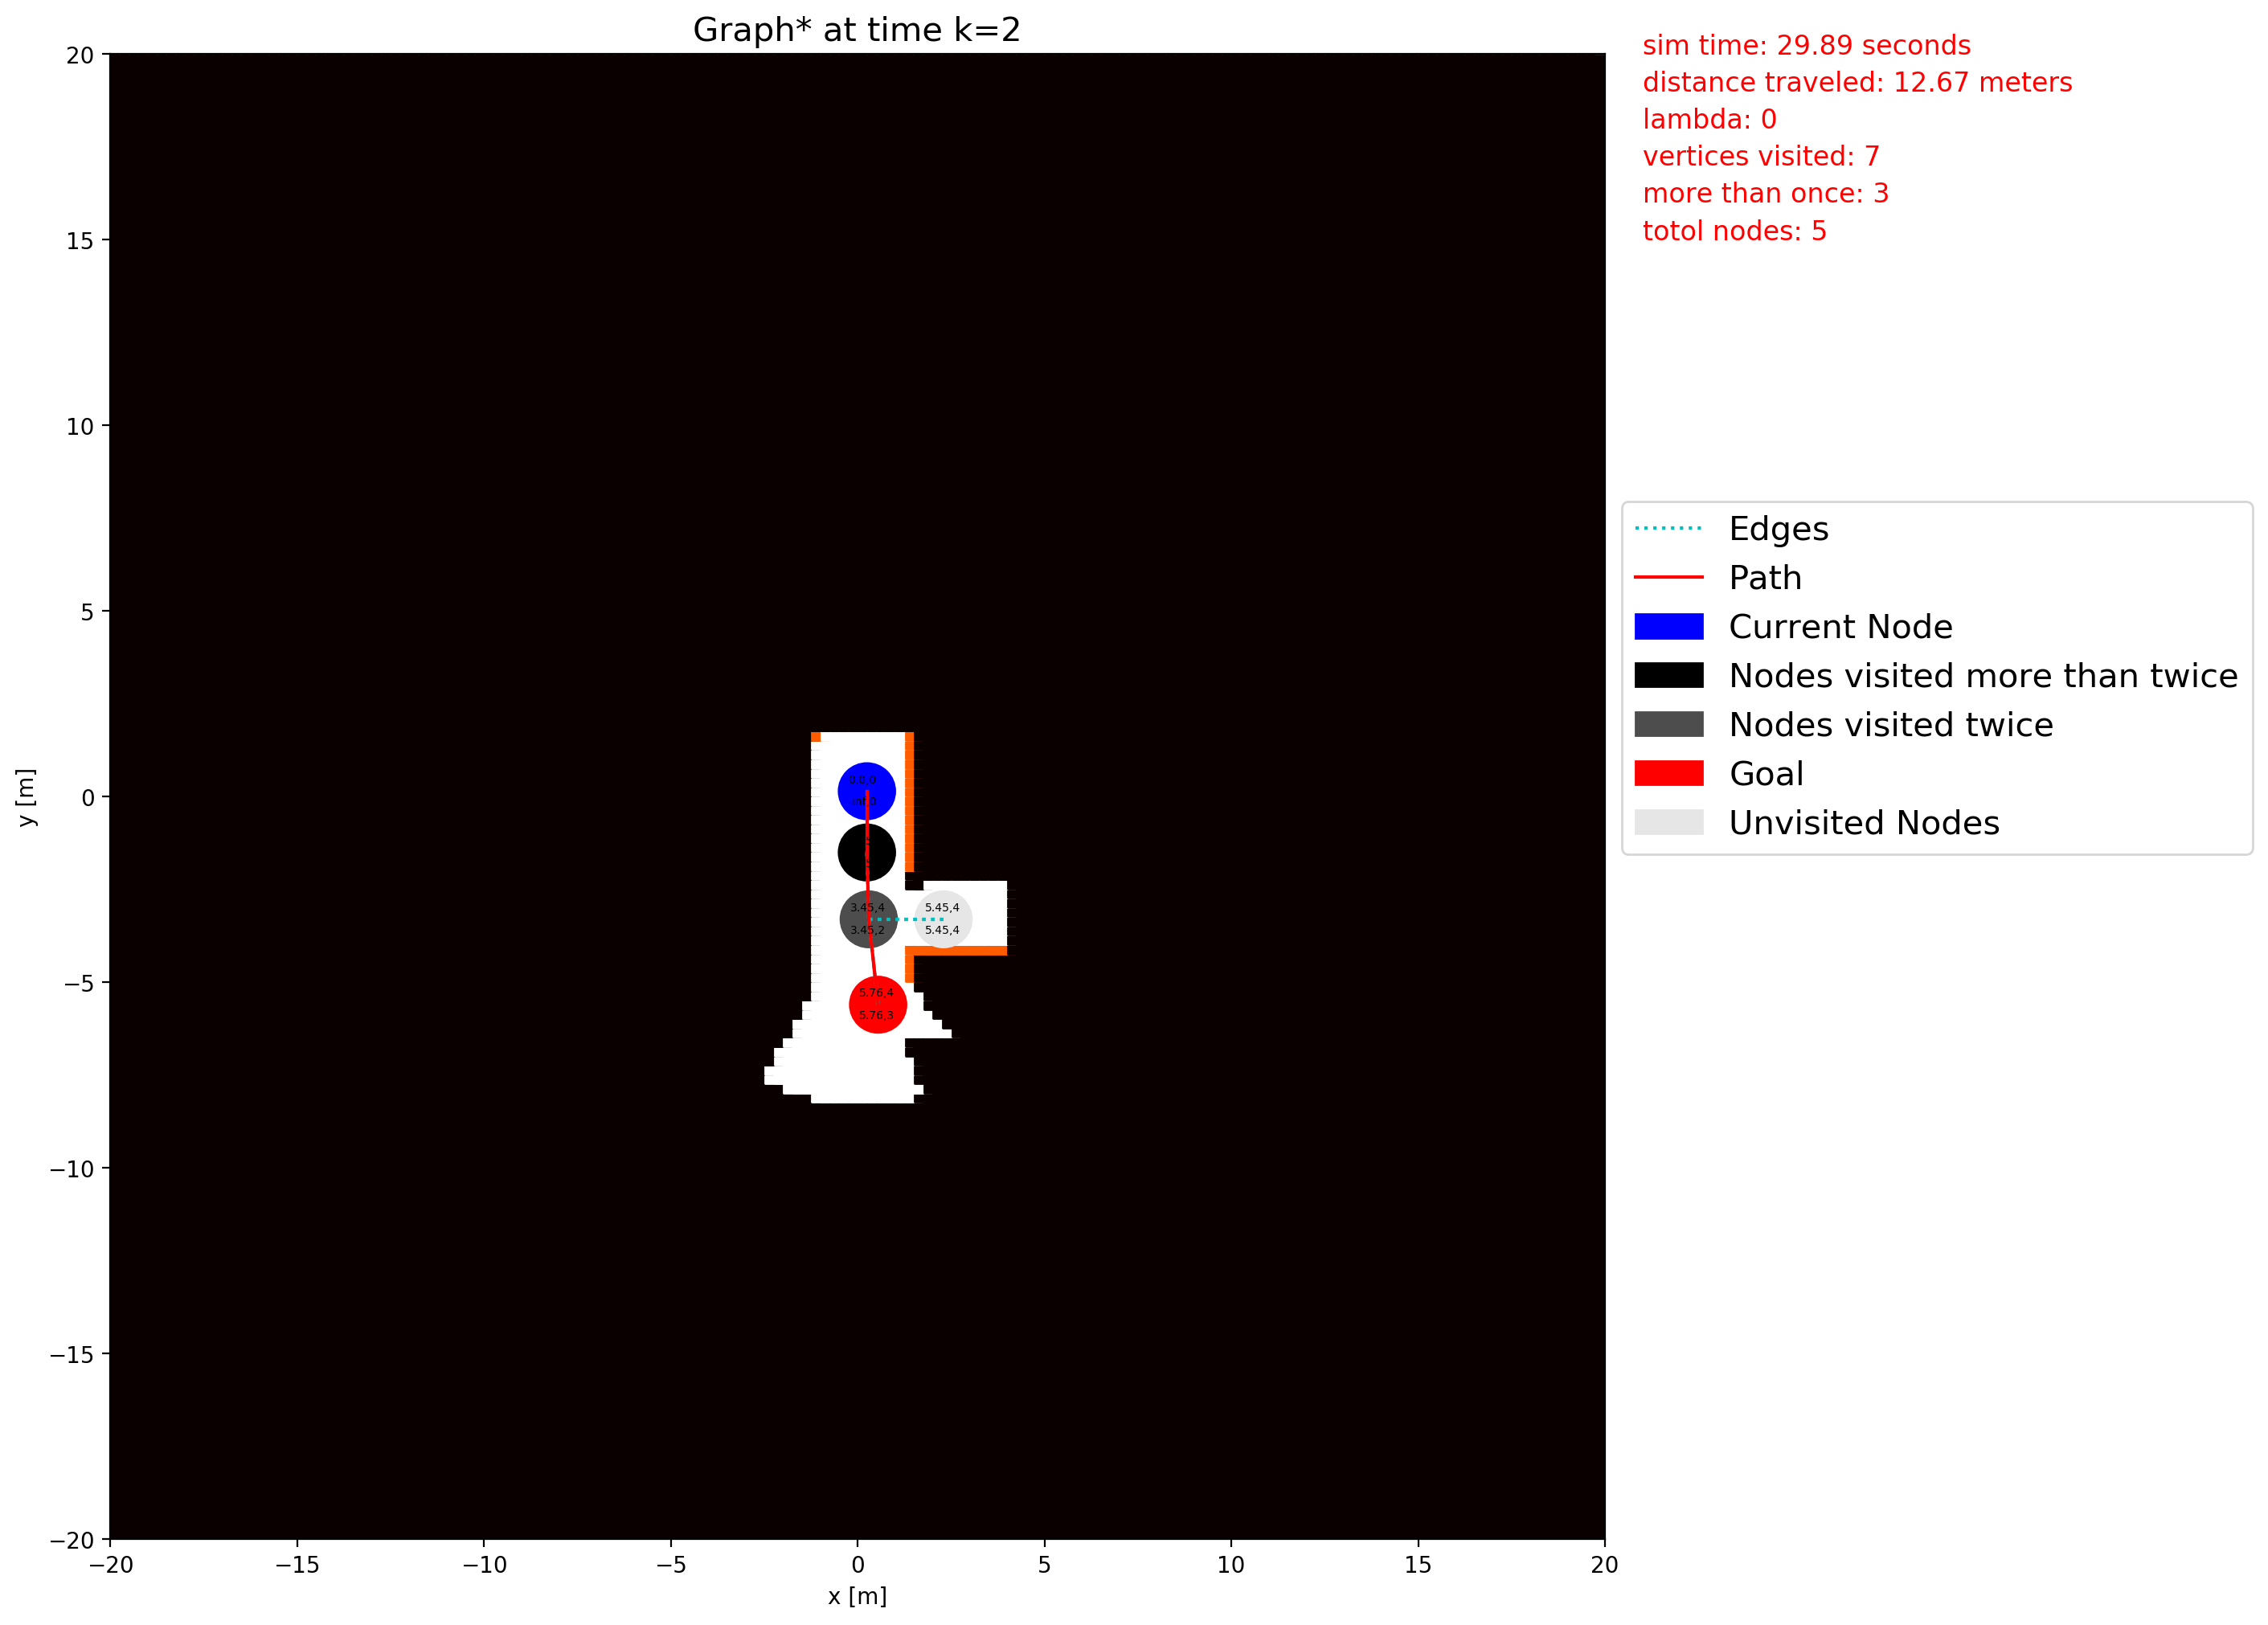 Graph* at time k=2
sim time: 29.89 seconds
distance traveled: 12.67 meters
lambda: 0
vertices visited: 7
more than once: 3
totol nodes: 5
20
15
10
5
0
−5
−10
−15
−20
y [m]
0.0,0
3.45,4
3.45,2
5.45,4
5.45,4
5.76,4
5.76,3
−20
−15
−10
−5
0
5
10
15
20
x [m]
Edges
Path
Current Node
Nodes visited more than twice
Nodes visited twice
Goal
Unvisited Nodes